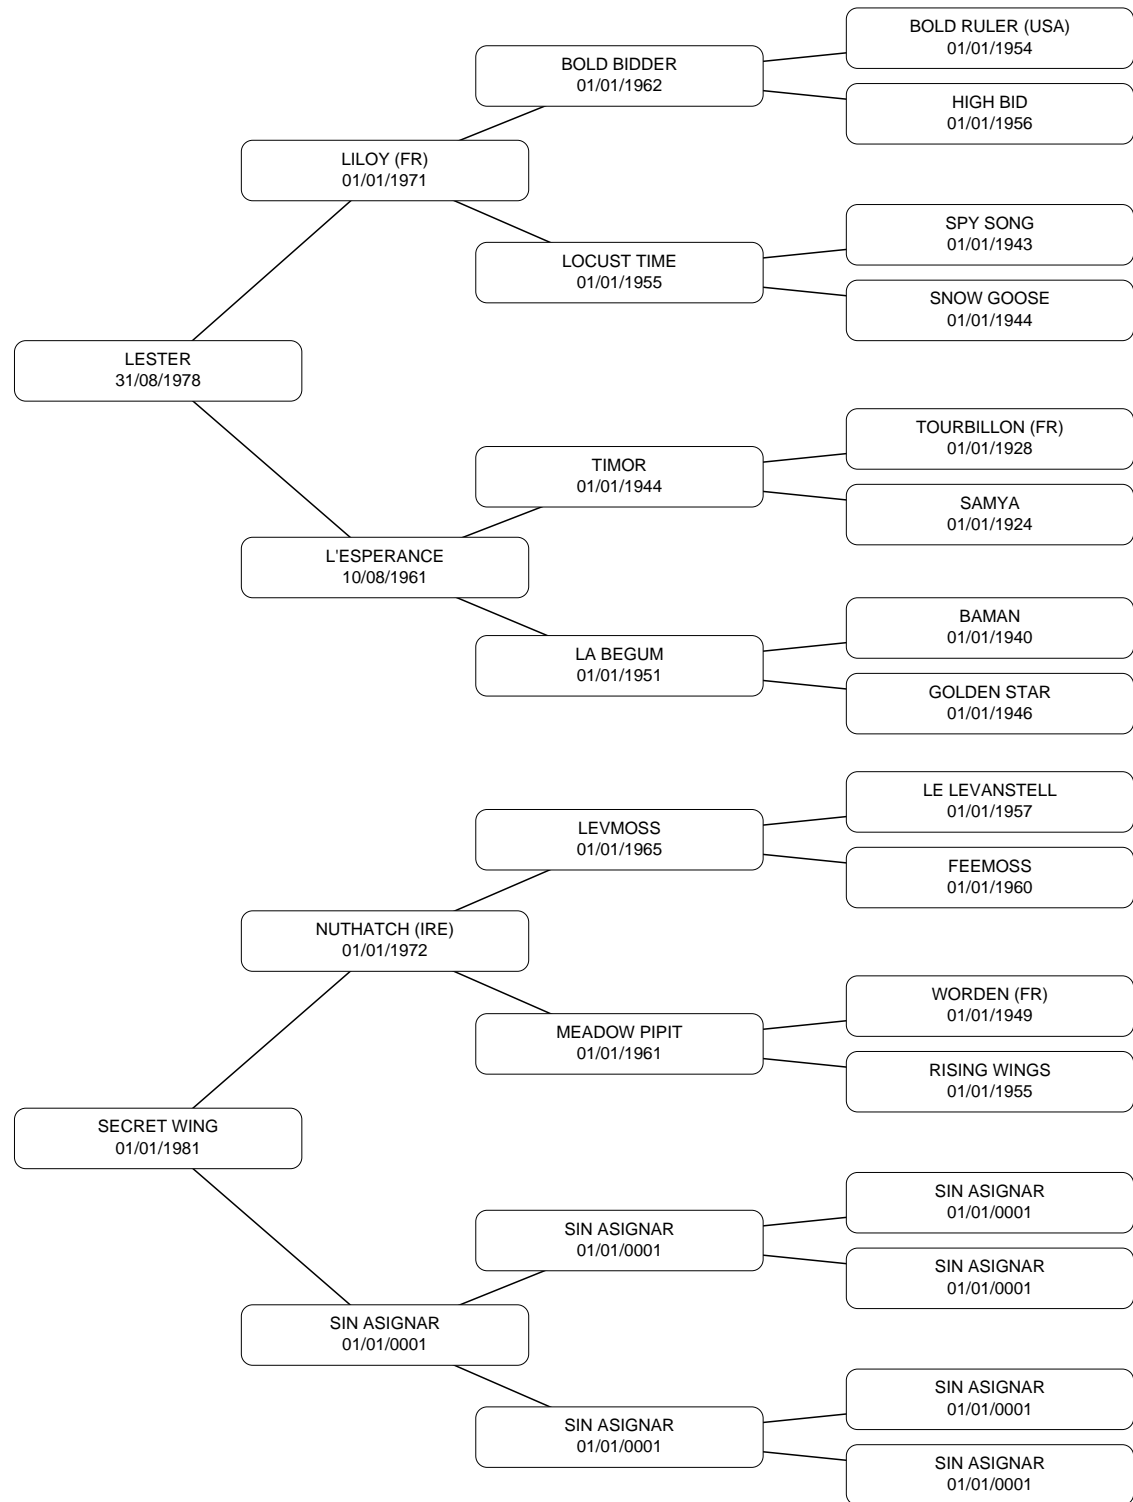 BOLD RULER (USA)
01/01/1954
BOLD BIDDER
01/01/1962
HIGH BID
01/01/1956
LILOY (FR)
01/01/1971
SPY SONG
01/01/1943
LOCUST TIME
01/01/1955
SNOW GOOSE
01/01/1944
LESTER
31/08/1978
TOURBILLON (FR)
01/01/1928
TIMOR
01/01/1944
SAMYA
01/01/1924
L'ESPERANCE
10/08/1961
BAMAN
01/01/1940
LA BEGUM
01/01/1951
GOLDEN STAR
01/01/1946
LE LEVANSTELL
01/01/1957
LEVMOSS
01/01/1965
FEEMOSS
01/01/1960
NUTHATCH (IRE)
01/01/1972
WORDEN (FR)
01/01/1949
MEADOW PIPIT
01/01/1961
RISING WINGS
01/01/1955
SECRET WING
01/01/1981
SIN ASIGNAR
01/01/0001
SIN ASIGNAR
01/01/0001
SIN ASIGNAR
01/01/0001
SIN ASIGNAR
01/01/0001
SIN ASIGNAR
01/01/0001
SIN ASIGNAR
01/01/0001
SIN ASIGNAR
01/01/0001